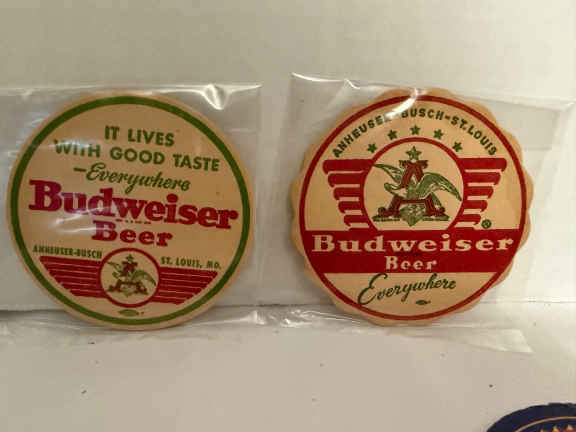 IT LIVES
WITH GOOD TASTE
—Everywhere
Budweiser
Beer
ANHEUSER-BUSCH
ST. LOUIS, MO.
ANHEUSER-BUSCH-ST. LOUIS
Budweiser
Beer
Everywhere